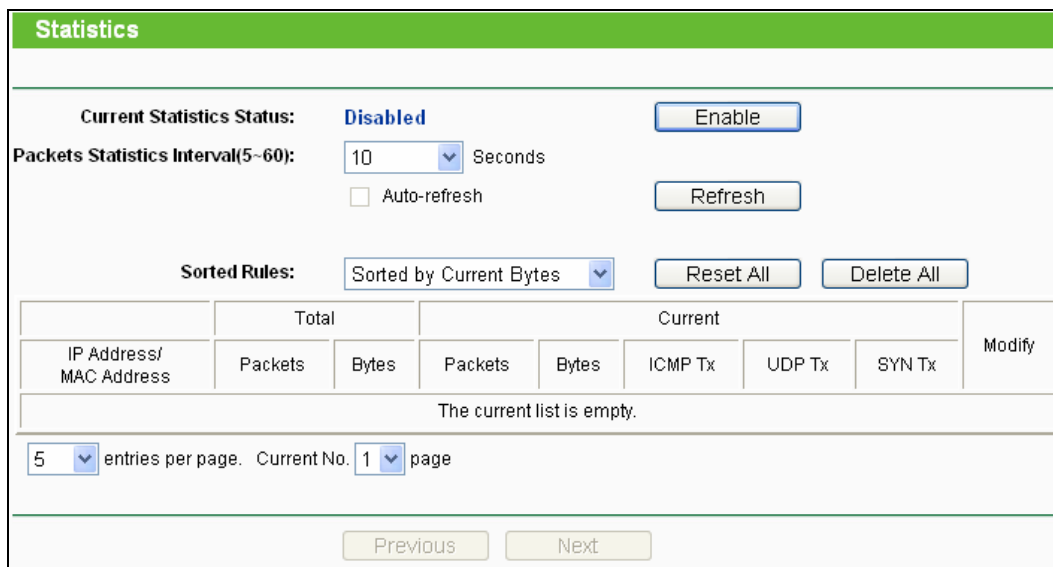 Statistics
Current Statistics Status: Disabled Enable
Packets Statistics Interval(5~60): 10 Seconds
Auto-refresh Refresh
Sorted Rules: Sorted by Current Bytes Reset All Delete All
Total Current Modify
IP Address/
MAC Address Packets Bytes Packets Bytes ICMP Tx UDP Tx SYN Tx
The current list is empty.
5 entries per page. Current No. 1 page
Previous Next